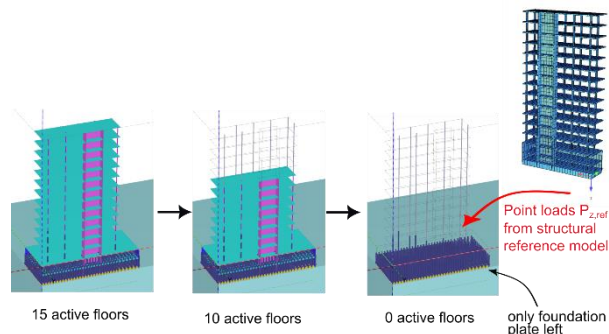 Point loads P z,ref
from structural
reference model
only foundation
plate left
15 active floors
10 active floors
0 active floors